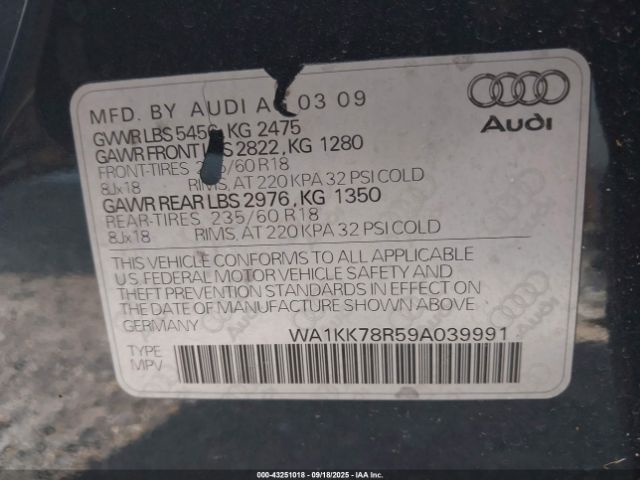 MFD. BY AUDI A 03 09
Audi
GVWR LBS 545 , KG 2475
GAWR FRONT S 2822, KG 1280
FRONT-TIRES 2 5/60 R18
8Jx18 RIMS, AT 220 KPA 32 PSI COLD
GAWR REAR LBS 2976, KG 1350
REAR-TIRES 235/60 R18
8Jx18 RIMS, AT 220 KPA 32 PSI COLD
THIS VEHICLE CONFORMS TO ALL APPLICABLE
U.S. FEDERAL MOTOR VEHICLE SAFETY AND
THEFT PREVENTION STANDARDS IN EFFECT ON
THE DATE OF MANUFACTURE SHOWN ABOVE.
GERMANY WA1KK78R59A039991
TYPE
MPV
000-43251018 - 09/18/2025 - IAA Inc.